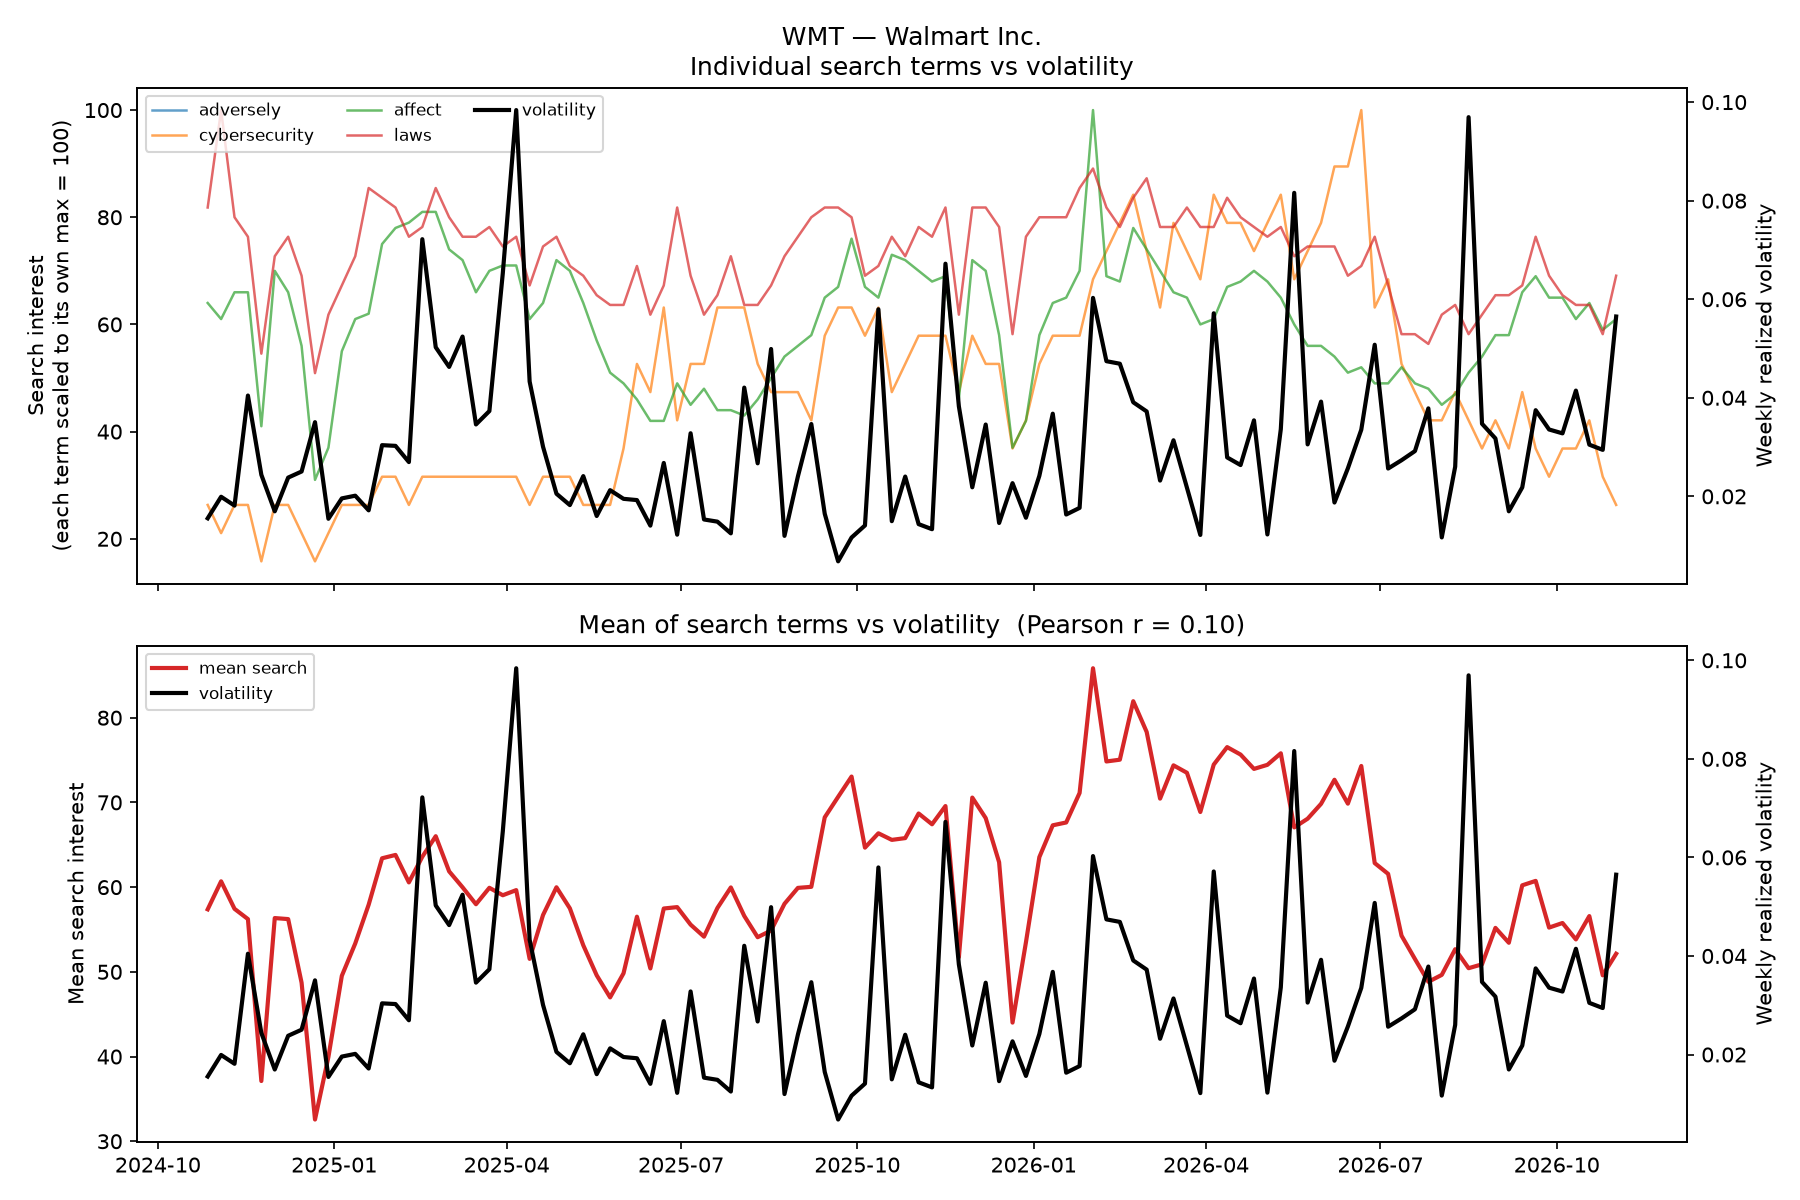 WMT — Walmart Inc.
Individual search terms vs volatility
adversely
cybersecurity
affect
laws
volatility
Search interest
(each term scaled to its own max = 100)
100
80
60
40
20
Weekly realized volatility
0.10
0.08
0.06
0.04
0.02
Mean of search terms vs volatility (Pearson r = 0.10)
mean search
volatility
Mean search interest
80
70
60
50
40
30
Weekly realized volatility
0.10
0.08
0.06
0.04
0.02
2024-10 2025-01 2025-04 2025-07 2025-10 2026-01 2026-04 2026-07 2026-10